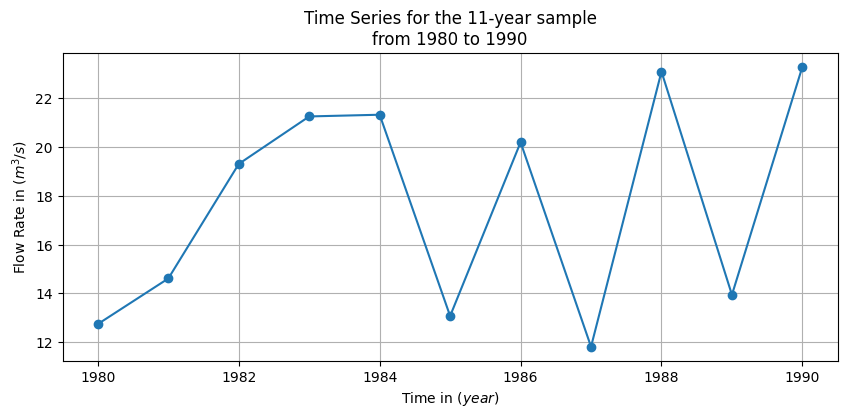 Time Series for the 11-year sample
from 1980 to 1990
Flow Rate in (m³/s)
22
20
18
16
14
12
1980 1982 1984 1986 1988 1990
Time in (year)